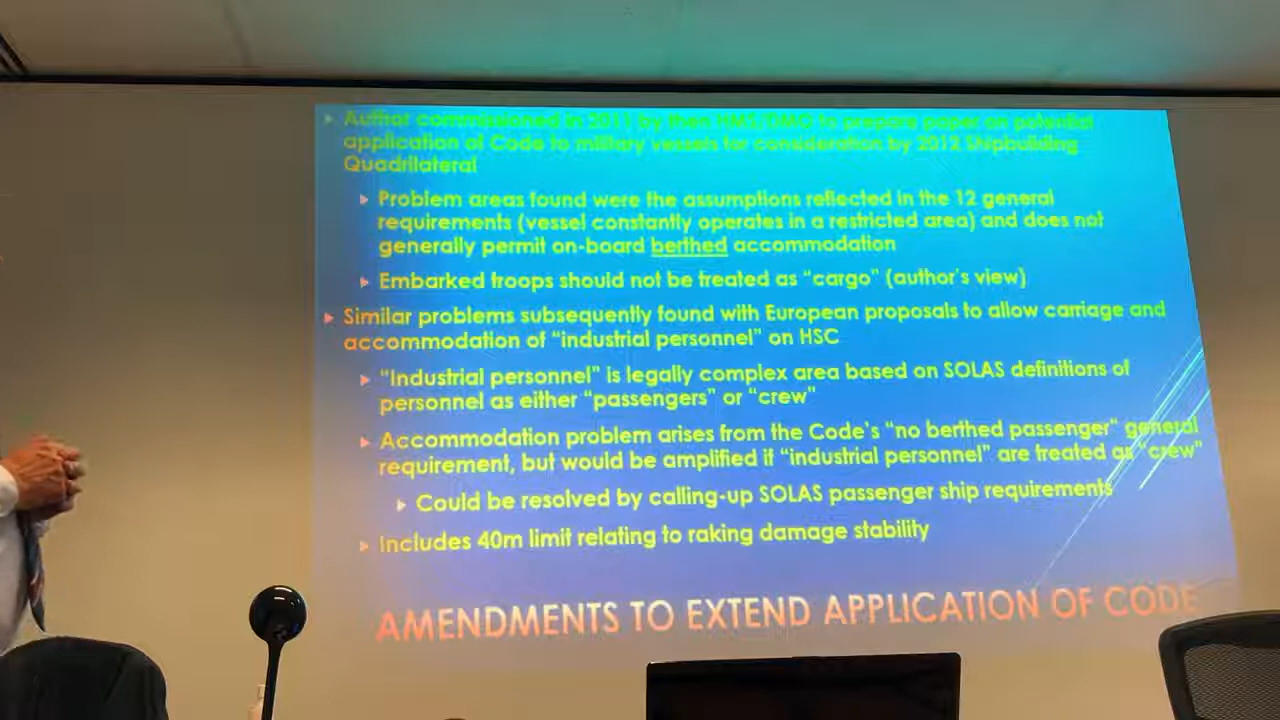 Author commissioned in 2011 by then HMS/DMO to prepare paper on potential
application of Code to military vessels for consideration by 2012 Shipbuilding
Quadrilateral
Problem areas found were the assumptions reflected in the 12 general
requirements (vessel constantly operates in a restricted area) and does not
generally permit on-board berthed accommodation
Embarked troops should not be treated as “cargo” (author’s view)
Similar problems subsequently found with European proposals to allow carriage and
accommodation of “industrial personnel” on HSC
“Industrial personnel” is legally complex area based on SOLAS definitions of
personnel as either “passengers” or “crew”
Accommodation problem arises from the Code’s “no berthed passenger” general
requirement, but would be amplified if “industrial personnel” are treated as “crew”
Could be resolved by calling-up SOLAS passenger ship requirements
Includes 40m limit relating to raking damage stability
AMENDMENTS TO EXTEND APPLICATION OF CODE